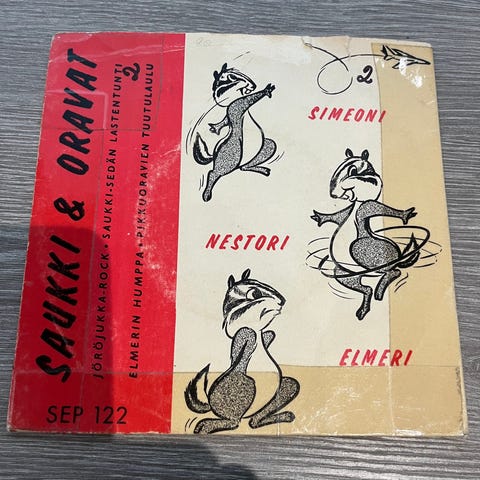 SAUKKI & ORAVAT
2
JÖRÖJUKKA-ROCK • SAUKKI-SEDÄN LASTENTUNTI
ELMERIN HUMPPA • PIKKUORAVIEN TUUTULAULU
SEP 122
2
SIMEONI
NESTORI
ELMERI